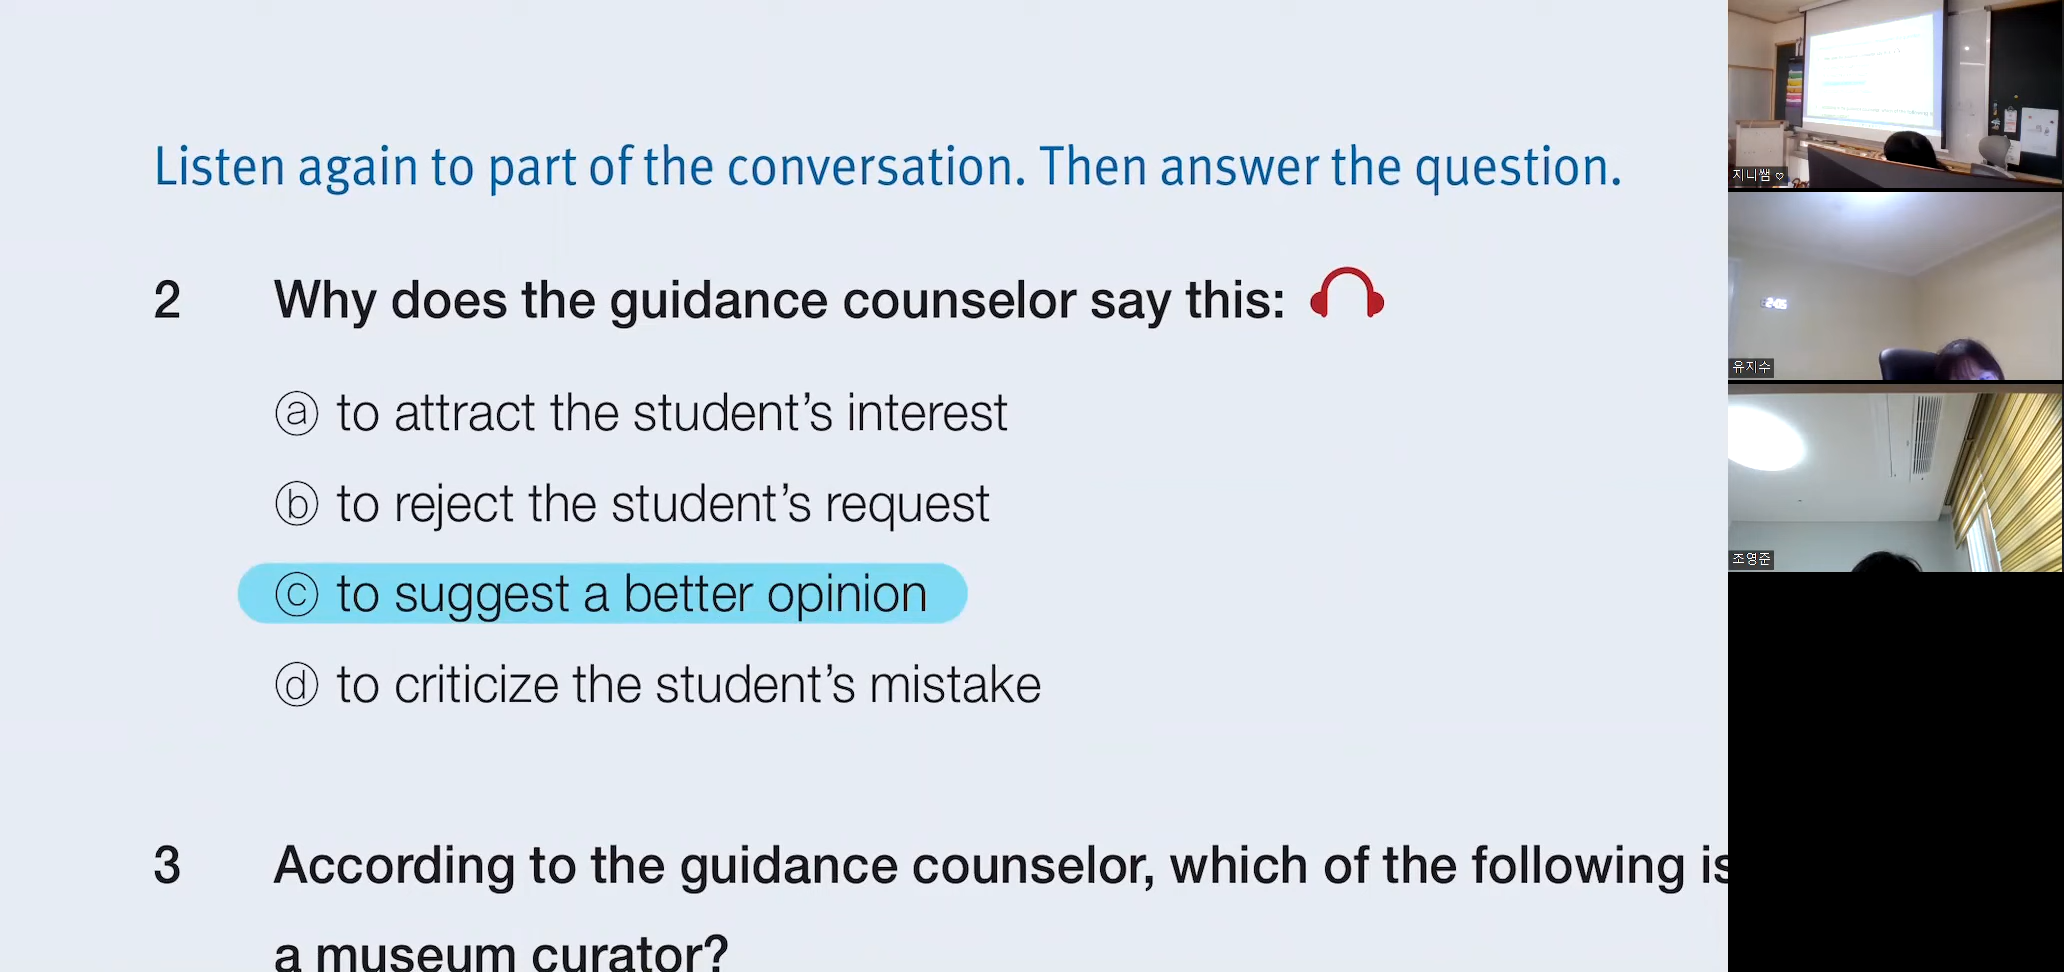 Listen again to part of the conversation. Then answer the question.
2 Why does the guidance counselor say this:
ⓐ to attract the student’s interest
ⓑ to reject the student’s request
ⓒ to suggest a better opinion
ⓓ to criticize the student’s mistake
3 According to the guidance counselor, which of the following is
a museum curator?
지니쌤 ♡
유지수
조영준